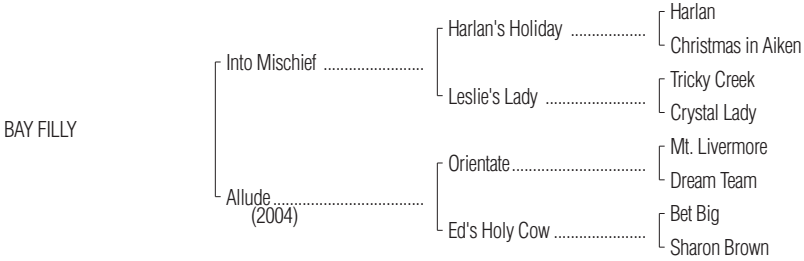 BAY FILLY
Into Mischief ........................
Allude ....................................
(2004)
Harlan's Holiday ..................
Leslie's Lady ........................
Orientate ................................
Ed's Holy Cow ......................
Harlan
Christmas in Aiken
Tricky Creek
Crystal Lady
Mt. Livermore
Dream Team
Bet Big
Sharon Brown